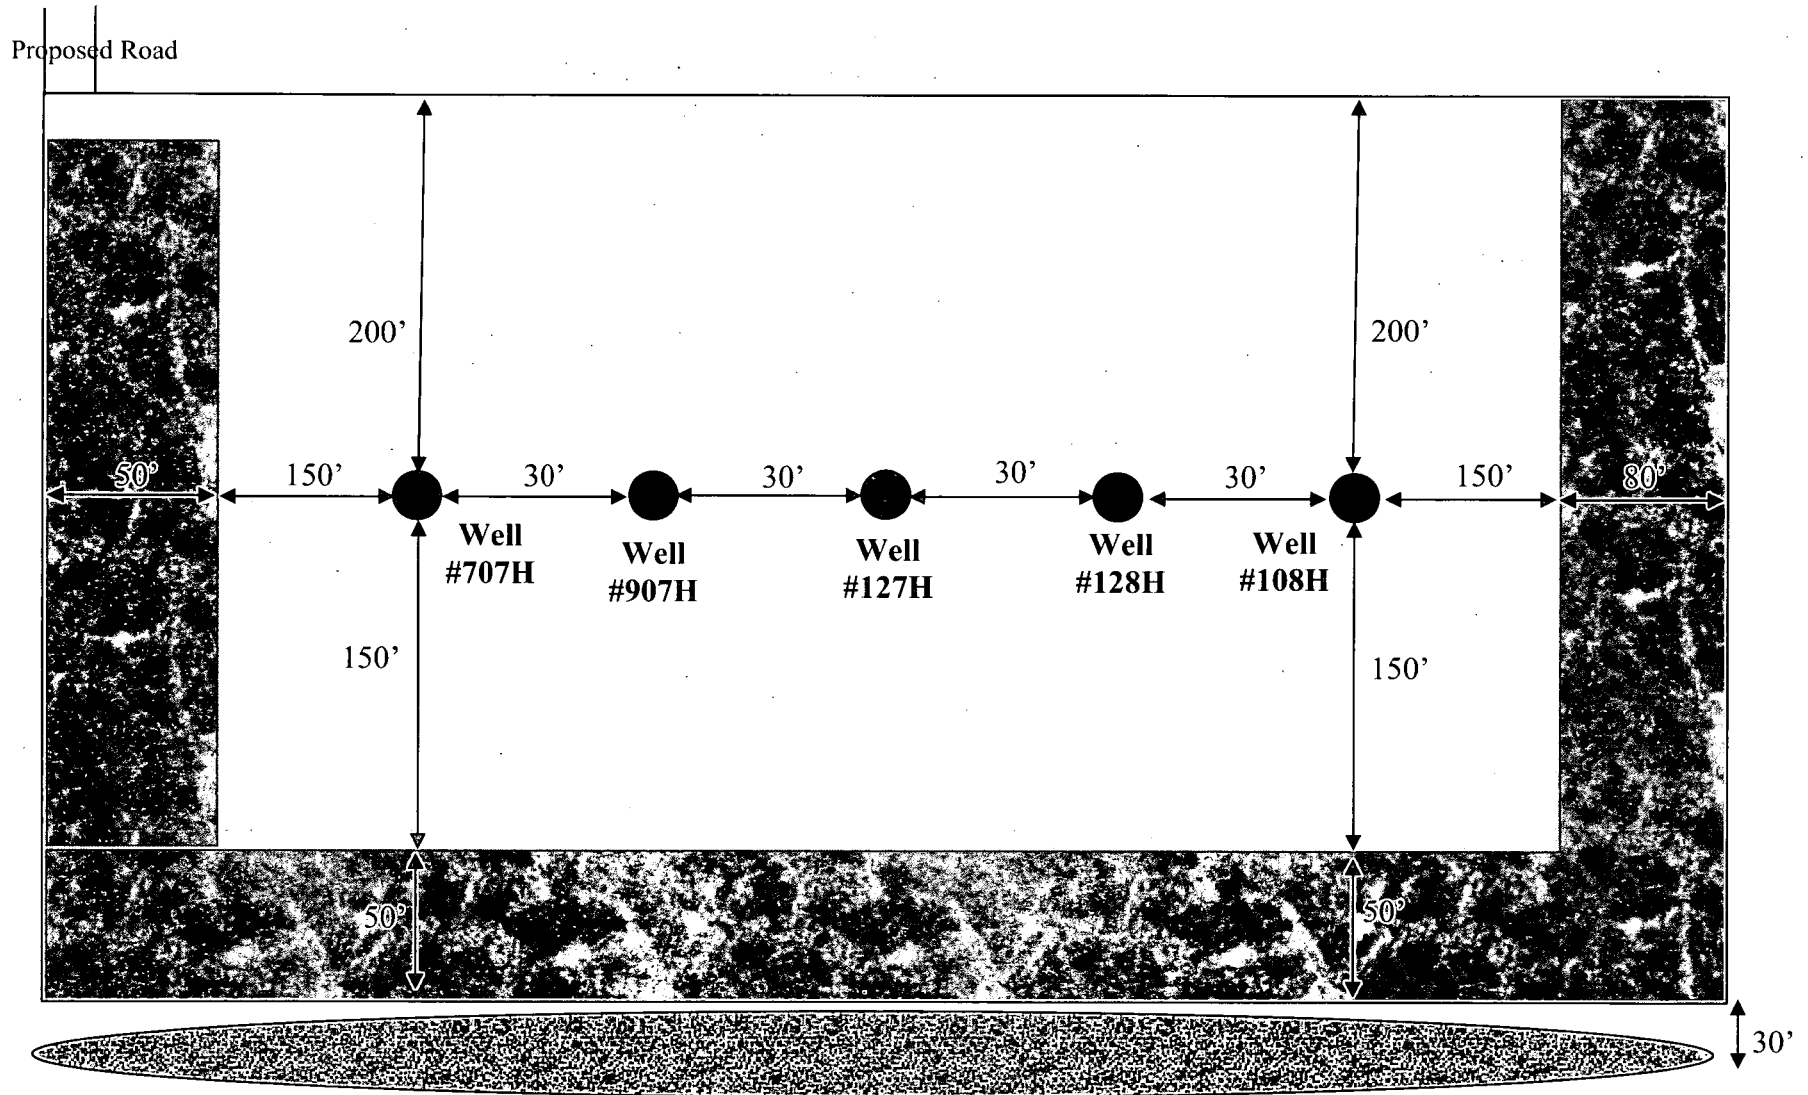 Proposed Road
200’ 200’
50’ 150’ 30’ 30’ 30’ 30’ 150’ 80’
Well
#707H
Well
#907H
Well
#127H
Well
#128H
Well
#108H
150’ 150’
50’ 50’
30’